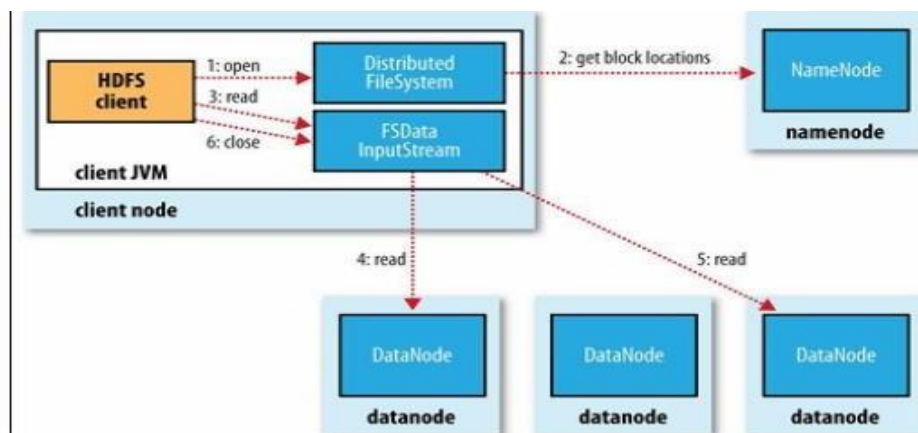 HDFS
client
1: open
3: read
6: close
Distributed
FileSystem
FSData
InputStream
client JVM
client node
2: get block locations
NameNode
namenode
4: read
5: read
DataNode
datanode
DataNode
datanode
DataNode
datanode